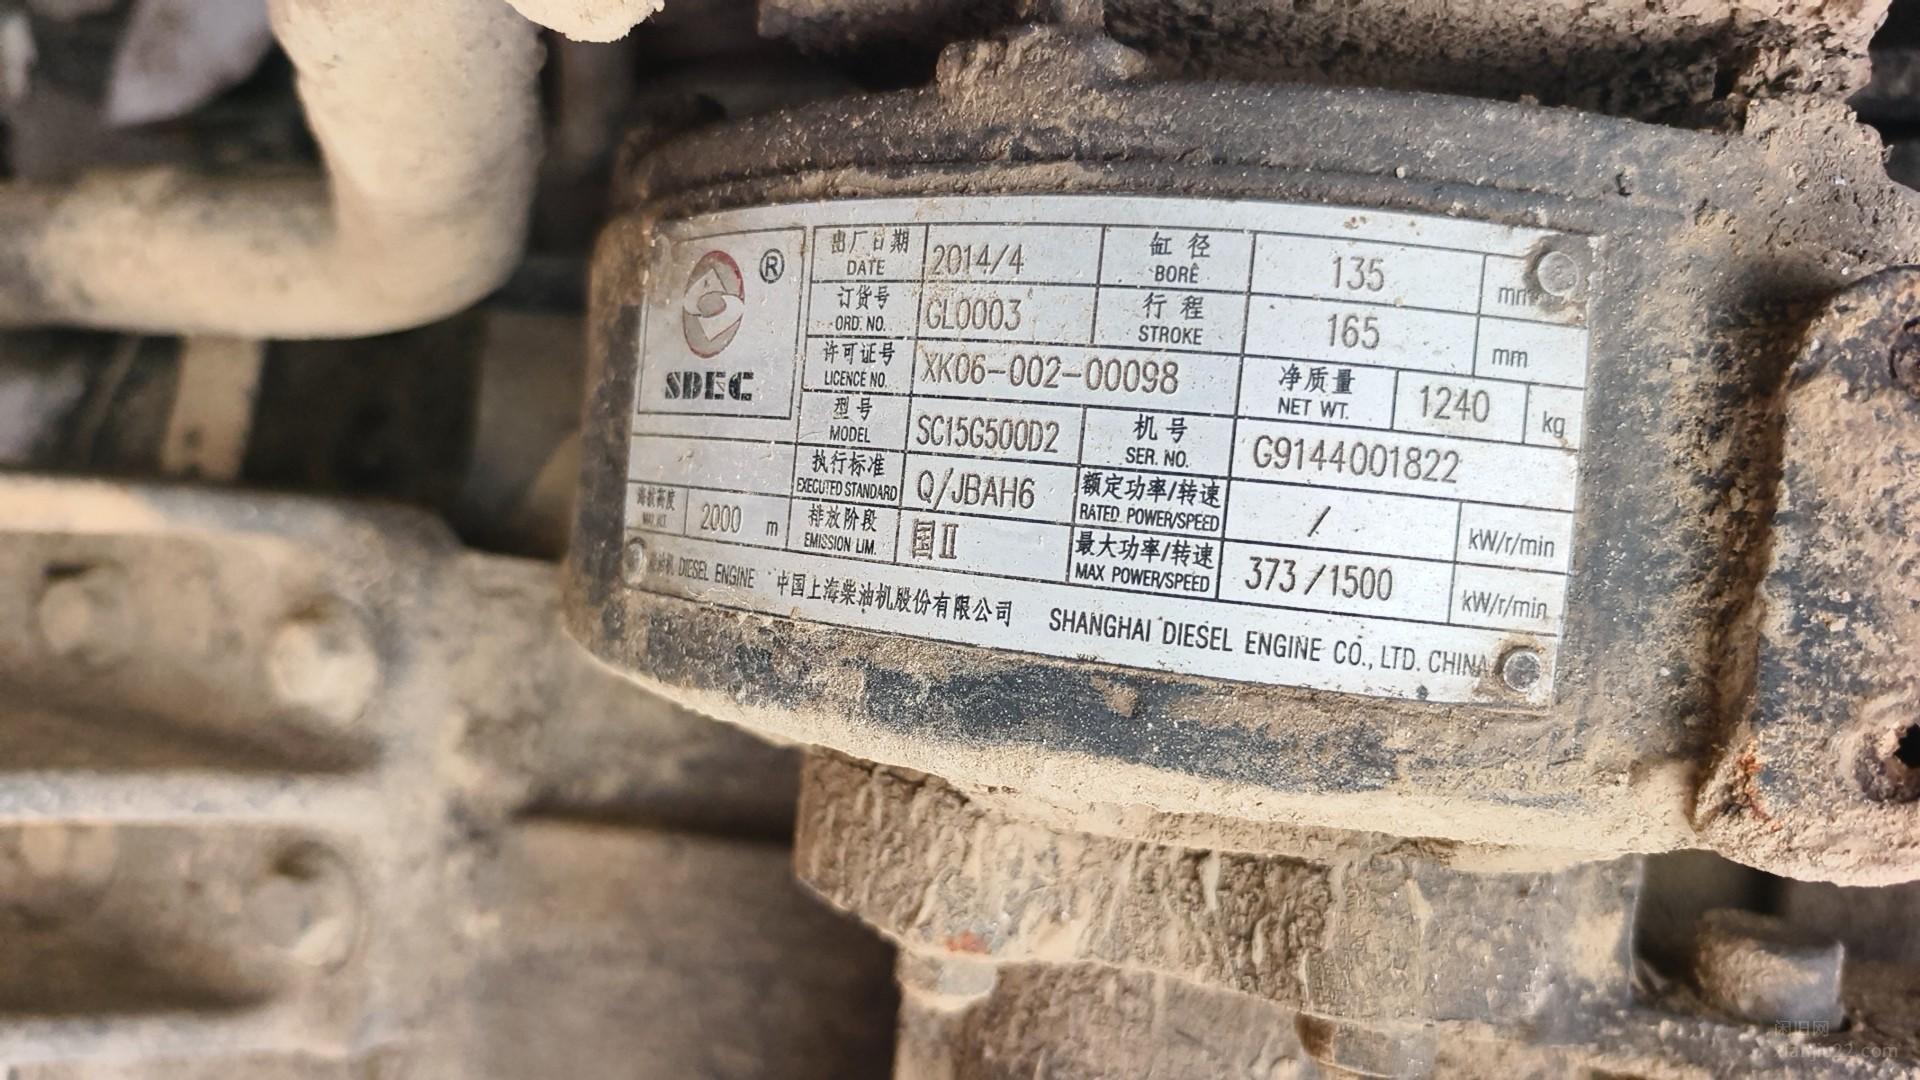 ®
SDEC
出厂日期 DATE 2014/4 缸径 BORE 135 mm
订货号 ORD. NO. GL0003 行程 STROKE 165 mm
许可证号 LICENCE NO. XK06-002-00098 净质量 NET WT. 1240 kg
型号 MODEL SC15G500D2 机号 SER. NO. G9144001822
执行标准 EXECUTED STANDARD Q/JBAH6 额定功率/转速 RATED POWER/SPEED / kW/r/min
2000 m 排放阶段 EMISSION LIM. 国II 最大功率/转速 MAX POWER/SPEED 373/1500 kW/r/min
DIESEL ENGINE 中国上海柴油机股份有限公司 SHANGHAI DIESEL ENGINE CO., LTD. CHINA
闲旧网
xianjiu22.com